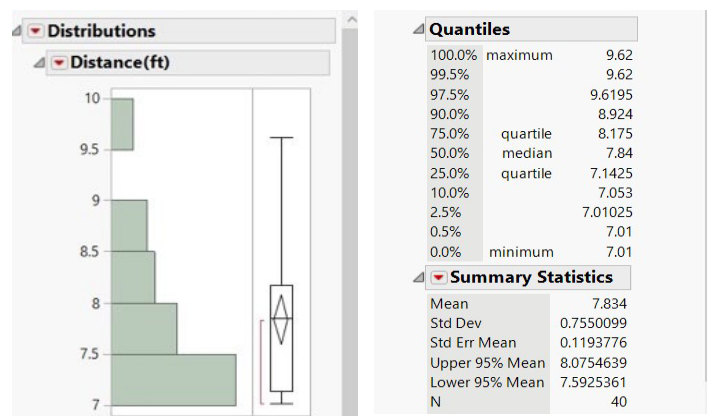 Distributions
Distance(ft)
10
9.5
9
8.5
8
7.5
7
Quantiles
100.0% maximum 9.62
99.5% 9.62
97.5% 9.6195
90.0% 8.924
75.0% quartile 8.175
50.0% median 7.84
25.0% quartile 7.1425
10.0% 7.053
2.5% 7.01025
0.5% 7.01
0.0% minimum 7.01
Summary Statistics
Mean 7.834
Std Dev 0.7550099
Std Err Mean 0.1193776
Upper 95% Mean 8.0754639
Lower 95% Mean 7.5925361
N 40